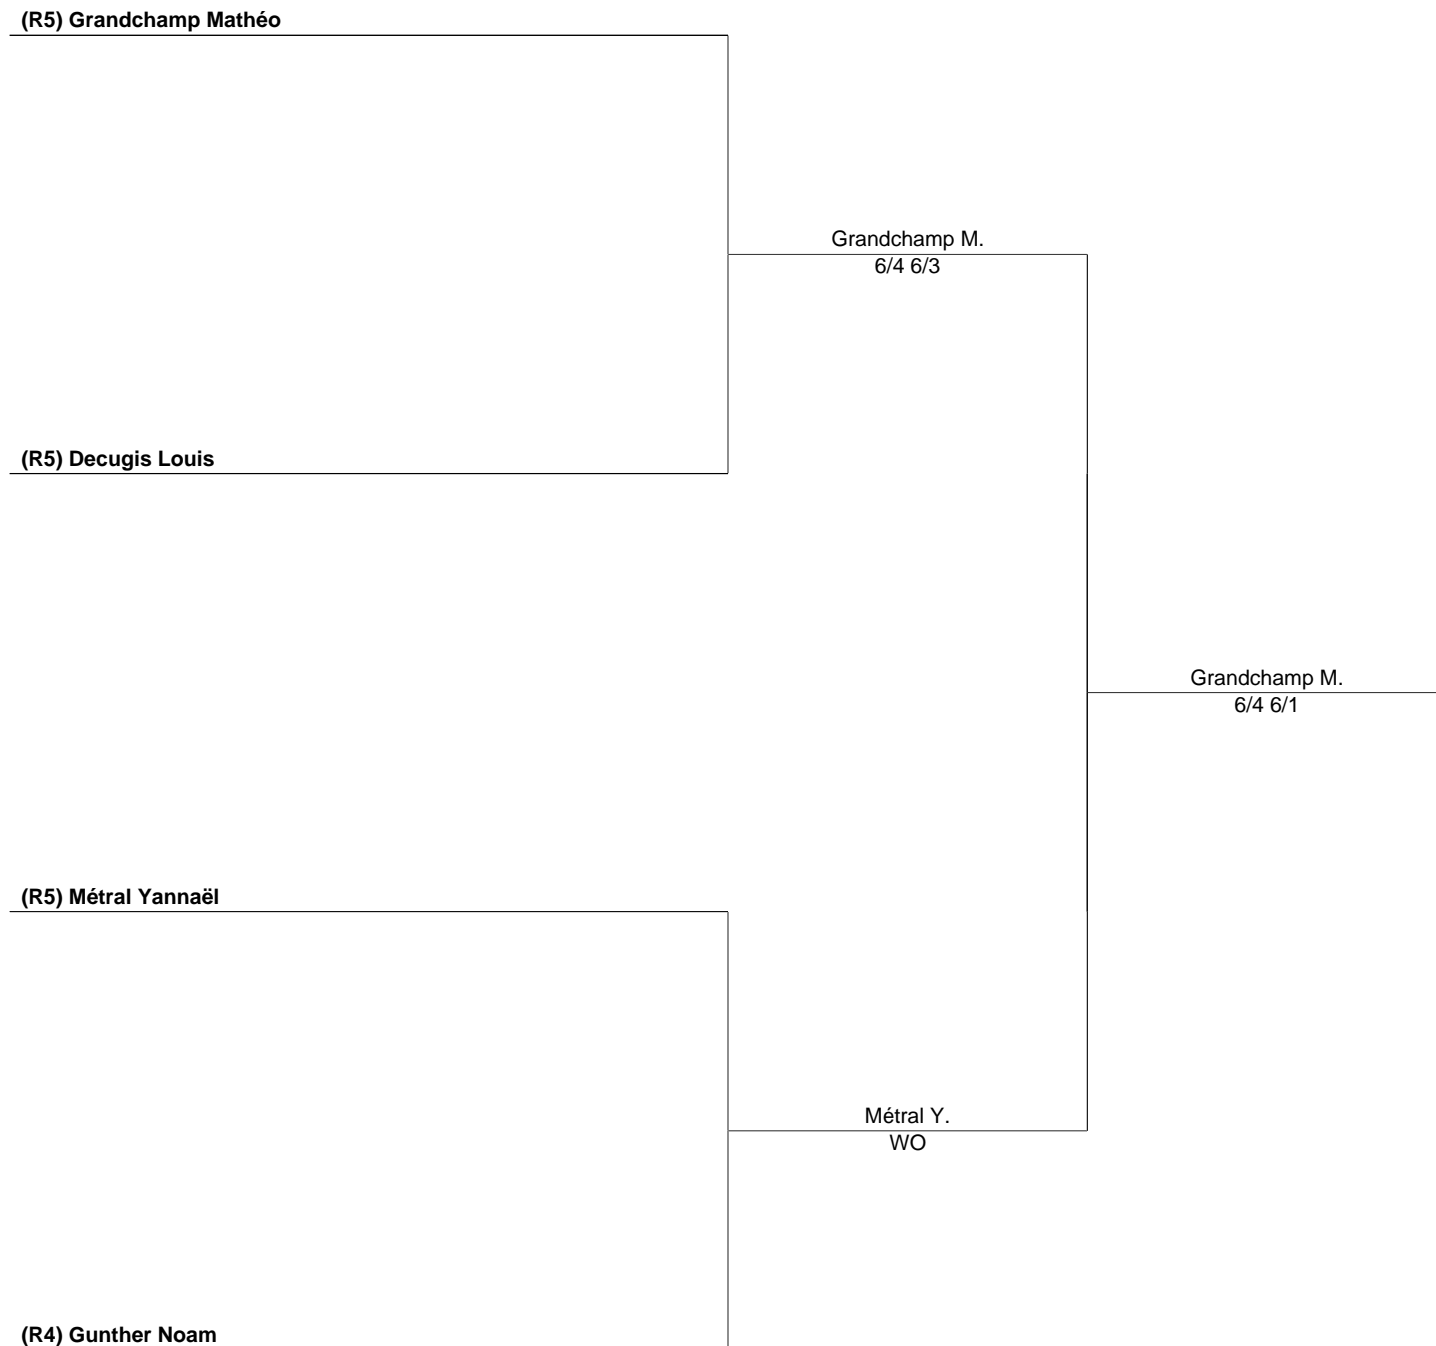 (R5) Grandchamp Mathéo
Grandchamp M.
6/4 6/3
(R5) Decugis Louis
Grandchamp M.
6/4 6/1
(R5) Métral Yannaël
Métral Y.
WO
(R4) Gunther Noam